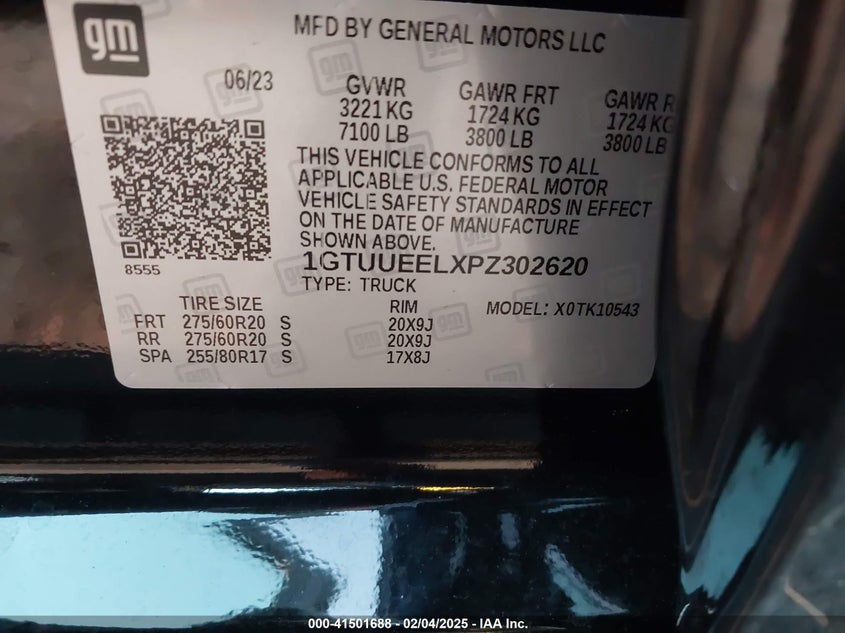 gm
MFD BY GENERAL MOTORS LLC
06/23
GVWR
3221 KG
7100 LB
GAWR FRT
1724 KG
3800 LB
GAWR R
1724 KG
3800 LB
THIS VEHICLE CONFORMS TO ALL
APPLICABLE U.S. FEDERAL MOTOR
VEHICLE SAFETY STANDARDS IN EFFECT
ON THE DATE OF MANUFACTURE
SHOWN ABOVE.
8555
1GTUUEELXPZ302620
TYPE: TRUCK
TIRE SIZE RIM MODEL: X0TK10543
FRT 275/60R20 S 20X9J
RR 275/60R20 S 20X9J
SPA 255/80R17 S 17X8J
000-41501688 - 02/04/2025 - IAA Inc.